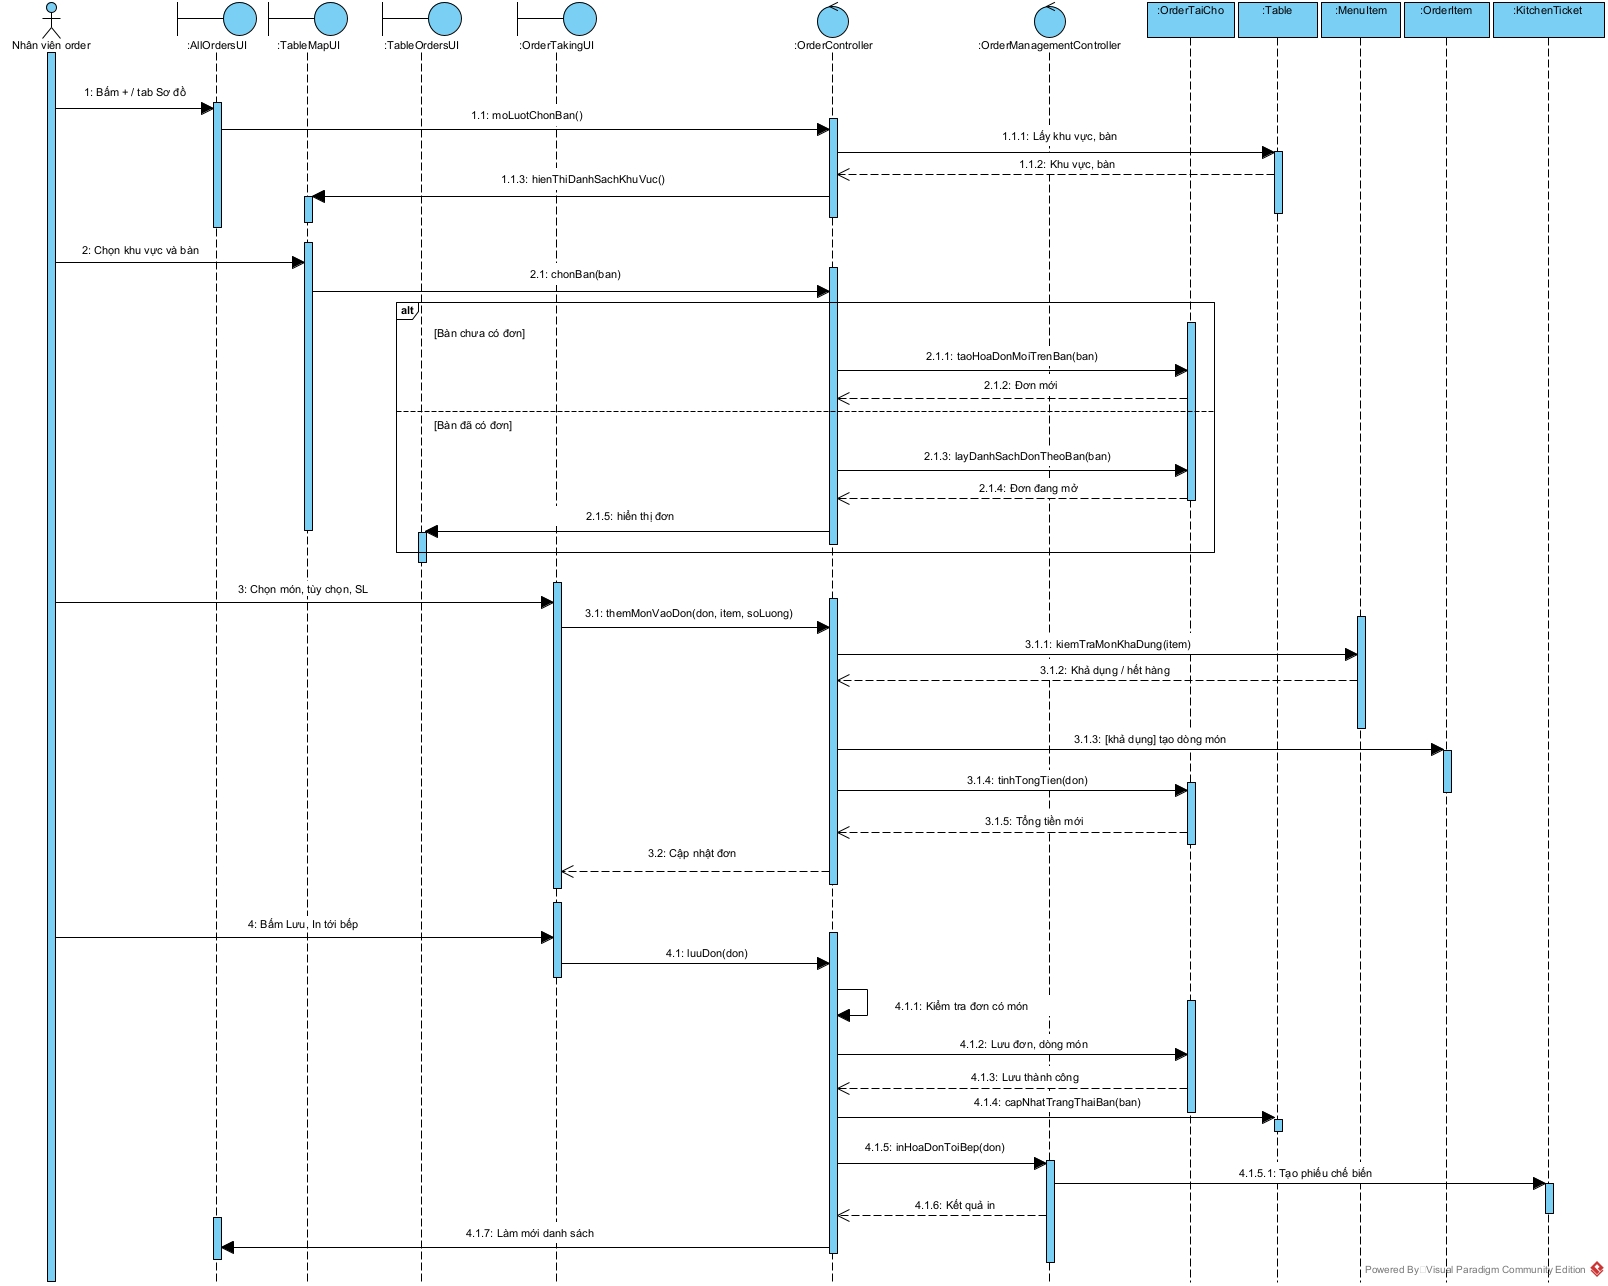 Nhân viên order
:AllOrdersUI
:TableMapUI
:TableOrdersUI
:OrderTakingUI
:OrderController
:OrderManagementController
:OrderTaiCho
:Table
:MenuItem
:OrderItem
:KitchenTicket
1: Bấm + / tab Sơ đồ
1.1: moLuotChonBan()
1.1.1: Lấy khu vực, bàn
1.1.2: Khu vực, bàn
1.1.3: hienThiDanhSachKhuVuc()
2: Chọn khu vực và bàn
2.1: chonBan(ban)
alt
[Bàn chưa có đơn]
2.1.1: taoHoaDonMoiTrenBan(ban)
2.1.2: Đơn mới
[Bàn đã có đơn]
2.1.3: layDanhSachDonTheoBan(ban)
2.1.4: Đơn đang mở
2.1.5: hiển thị đơn
3: Chọn món, tùy chọn, SL
3.1: themMonVaoDon(don, item, soLuong)
3.1.1: kiemTraMonKhaDung(item)
3.1.2: Khả dụng / hết hàng
3.1.3: [khả dụng] tạo dòng món
3.1.4: tinhTongTien(don)
3.1.5: Tổng tiền mới
3.2: Cập nhật đơn
4: Bấm Lưu, In tới bếp
4.1: luuDon(don)
4.1.1: Kiểm tra đơn có món
4.1.2: Lưu đơn, dòng món
4.1.3: Lưu thành công
4.1.4: capNhatTrangThaiBan(ban)
4.1.5: inHoaDonToiBep(don)
4.1.5.1: Tạo phiếu chế biến
4.1.6: Kết quả in
4.1.7: Làm mới danh sách
Powered By Visual Paradigm Community Edition